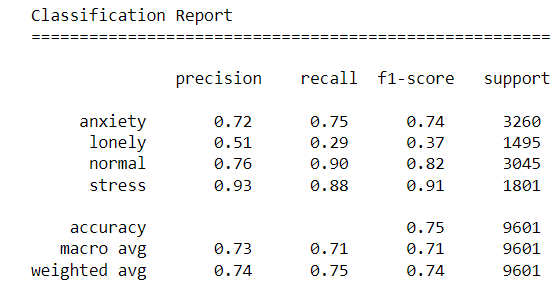 Classification Report
======================================================
precision recall f1-score support
anxiety 0.72 0.75 0.74 3260
lonely 0.51 0.29 0.37 1495
normal 0.76 0.90 0.82 3045
stress 0.93 0.88 0.91 1801
accuracy 0.75 9601
macro avg 0.73 0.71 0.71 9601
weighted avg 0.74 0.75 0.74 9601